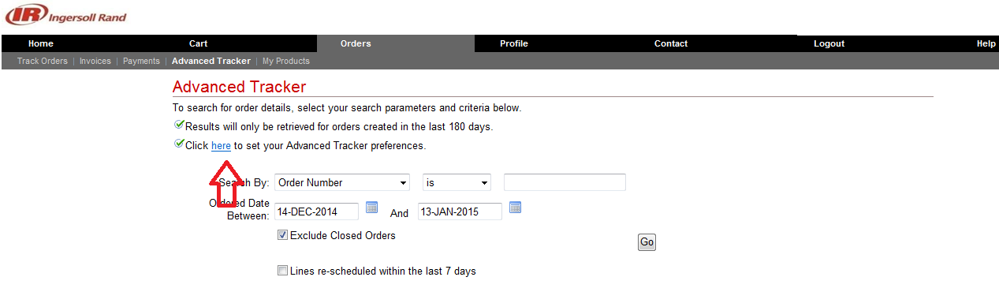 IR Ingersoll Rand
Home Cart Orders Profile Contact Logout Help
Track Orders | Invoices | Payments | Advanced Tracker | My Products
Advanced Tracker
To search for order details, select your search parameters and criteria below.
Results will only be retrieved for orders created in the last 180 days.
Click here to set your Advanced Tracker preferences.
Search By: Order Number is
Ordered Date
Between: 14-DEC-2014 And 13-JAN-2015
Exclude Closed Orders
Go
Lines re-scheduled within the last 7 days